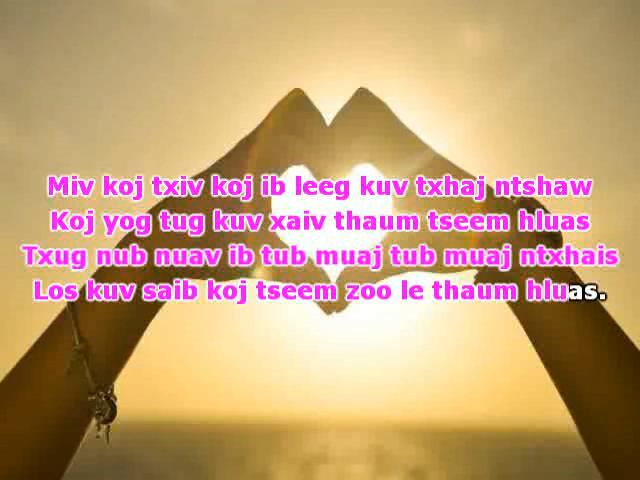 Miv koj txiv koj ib leeg kuv txhaj ntshaw
Koj yog tug kuv xaiv thaum tseem hluas
Txug nub nuav ib tub muaj tub muaj ntxhais
Los kuv saib koj tseem zoo le thaum hluas.